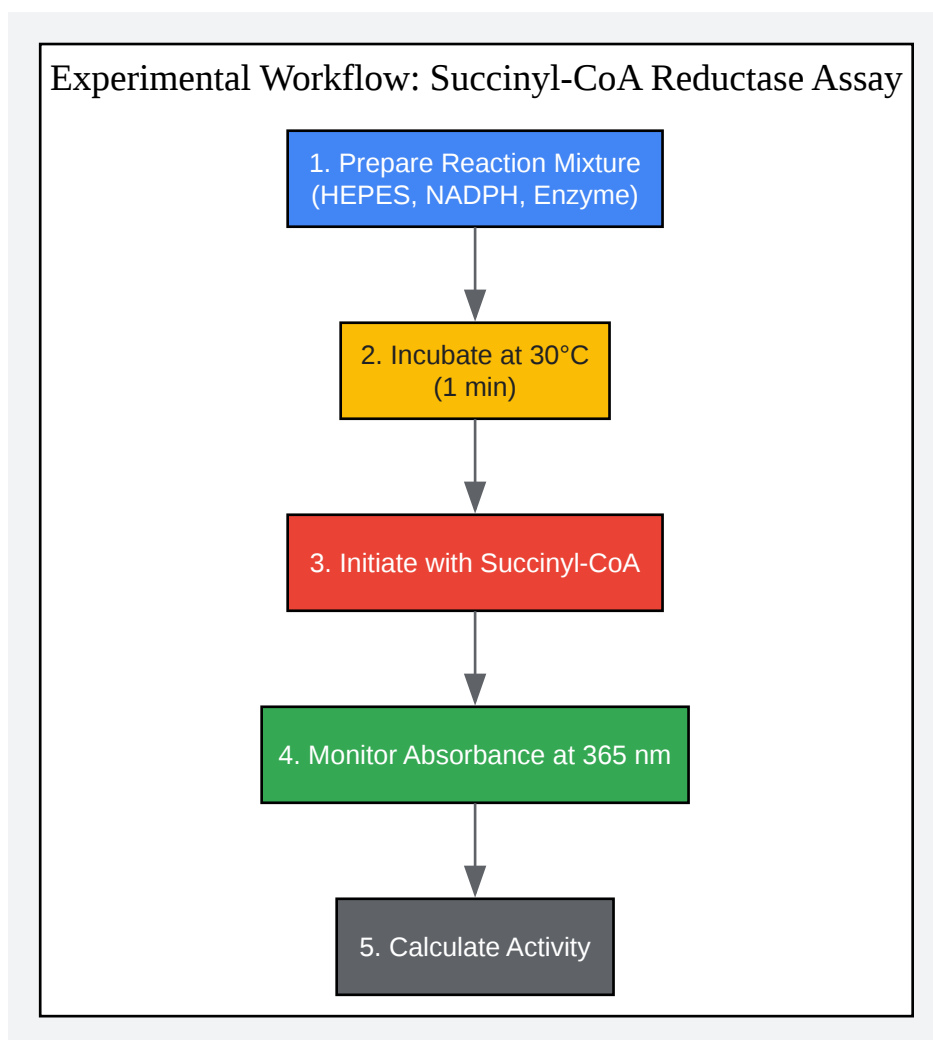 Experimental Workflow: Succinyl-CoA Reductase Assay
1. Prepare Reaction Mixture
(HEPES, NADPH, Enzyme)
2. Incubate at 30°C
(1 min)
3. Initiate with Succinyl-CoA
4. Monitor Absorbance at 365 nm
5. Calculate Activity